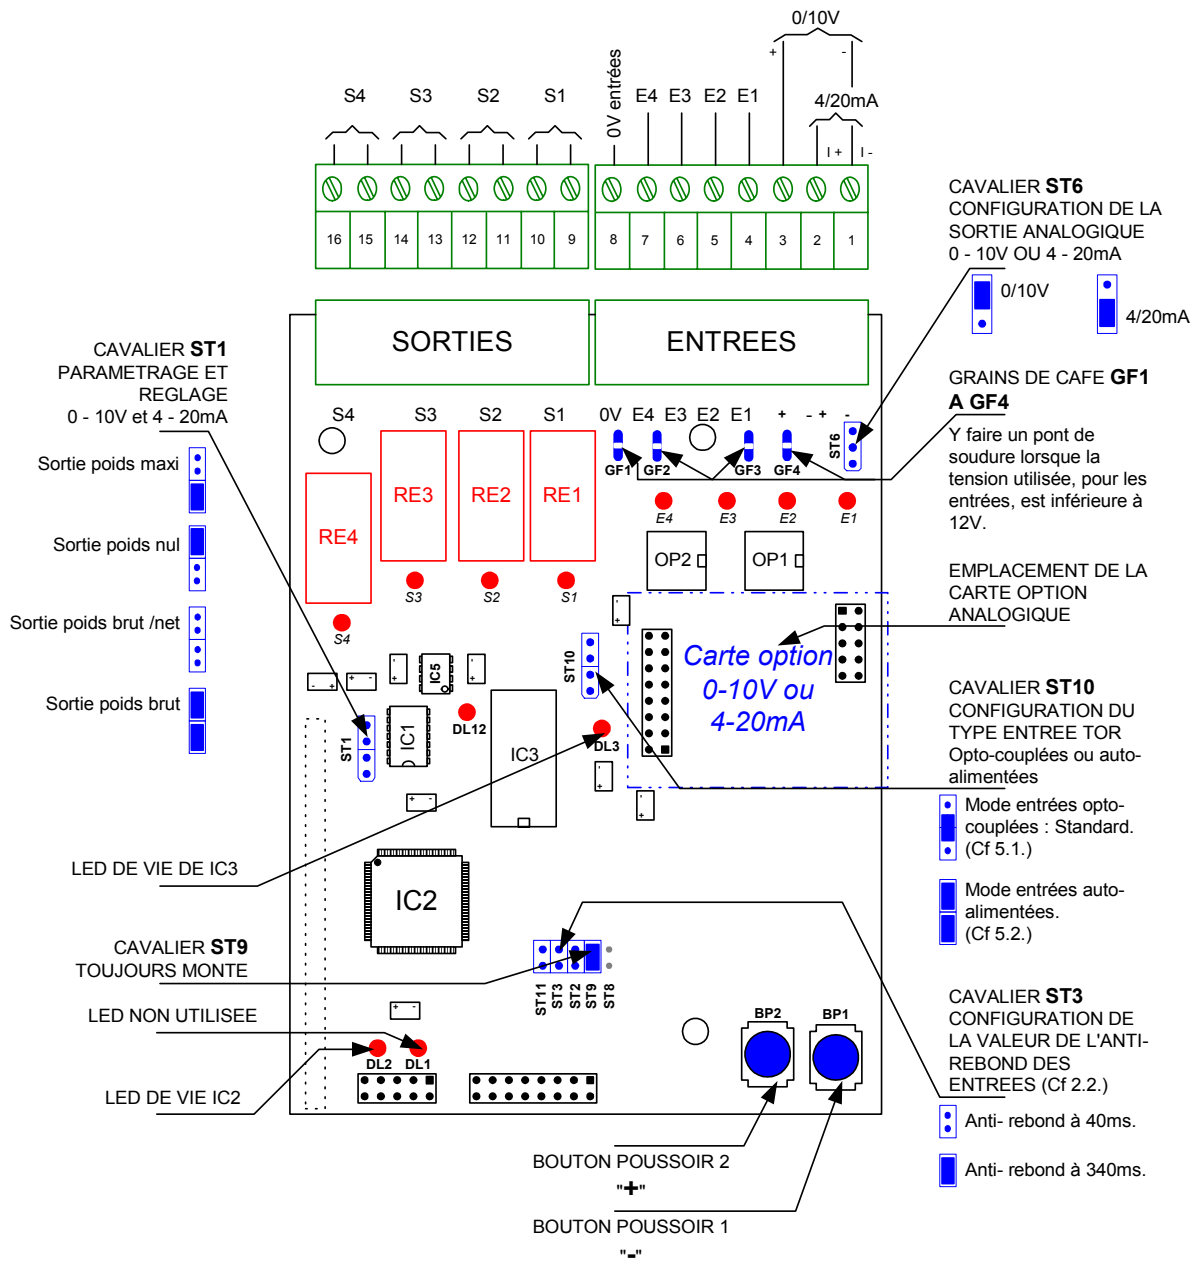 0/10V
+ -
S4 S3 S2 S1 0V entrées E4 E3 E2 E1 4/20mA
I + I -
16 15 14 13 12 11 10 9 8 7 6 5 4 3 2 1
CAVALIER ST6
CONFIGURATION DE LA
SORTIE ANALOGIQUE
0 - 10V OU 4 - 20mA
0/10V
4/20mA
SORTIES ENTREES
CAVALIER ST1
PARAMETRAGE ET
REGLAGE
0 - 10V et 4 - 20mA
Sortie poids maxi
Sortie poids nul
Sortie poids brut /net
Sortie poids brut
S4 S3 S2 S1 0V E4 E3 E2 E1 + - + -
ST6
GF1 GF2 GF3 GF4
GRAINS DE CAFE GF1
A GF4
Y faire un pont de
soudure lorsque la
tension utilisée, pour les
entrées, est inférieure à
12V.
RE4 RE3 RE2 RE1
E4 E3 E2 E1
OP2 OP1
S4 S3 S2 S1
EMPLACEMENT DE LA
CARTE OPTION
ANALOGIQUE
Carte option
0-10V ou
4-20mA
ST10
IC5
ST1
IC1
DL12
IC3
DL3
CAVALIER ST10
CONFIGURATION DU
TYPE ENTREE TOR
Opto-couplées ou auto-
alimentées
Mode entrées opto-
couplées : Standard.
(Cf 5.1.)
Mode entrées auto-
alimentées.
(Cf 5.2.)
LED DE VIE DE IC3
IC2
CAVALIER ST9
TOUJOURS MONTE
ST11 ST3 ST2 ST9 ST8
LED NON UTILISEE
DL2 DL1
LED DE VIE IC2
BP2 BP1
CAVALIER ST3
CONFIGURATION DE
LA VALEUR DE L'ANTI-
REBOND DES
ENTREES (Cf 2.2.)
Anti- rebond à 40ms.
Anti- rebond à 340ms.
BOUTON POUSSOIR 2
"+"
BOUTON POUSSOIR 1
"-"